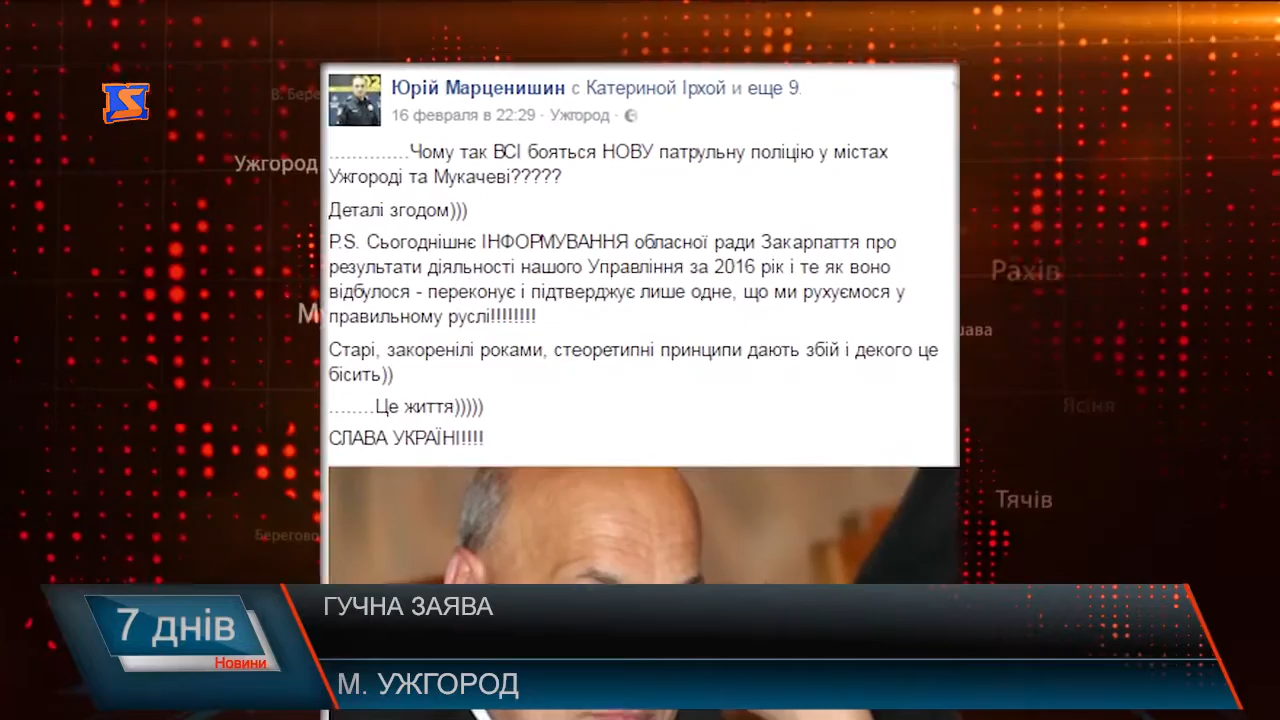 В. Бере
Ужгород
Юрій Марценишин с Катериной Ірхой и еще 9.
16 февраля в 22:29 · Ужгород ·
..............Чому так ВСІ бояться НОВУ патрульну поліцію у містах
Ужгороді та Мукачеві?????
Деталі згодом)))
P.S. Сьогоднішнє ІНФОРМУВАННЯ обласної ради Закарпаття про
результати діяльності нашого Управління за 2016 рік і те як воно
відбулося - переконує і підтверджує лише одне, що ми рухуємося у
правильному руслі!!!!!!!!
Старі, закоренілі роками, стеоретипні принципи дають збій і декого це
бісить))
........Це життя)))))
СЛАВА УКРАЇНІ!!!!!
Рахів
М
шава
Ясіня
Тячів
Берегово
7 днів
Новини
ГУЧНА ЗАЯВА
М. УЖГОРОД